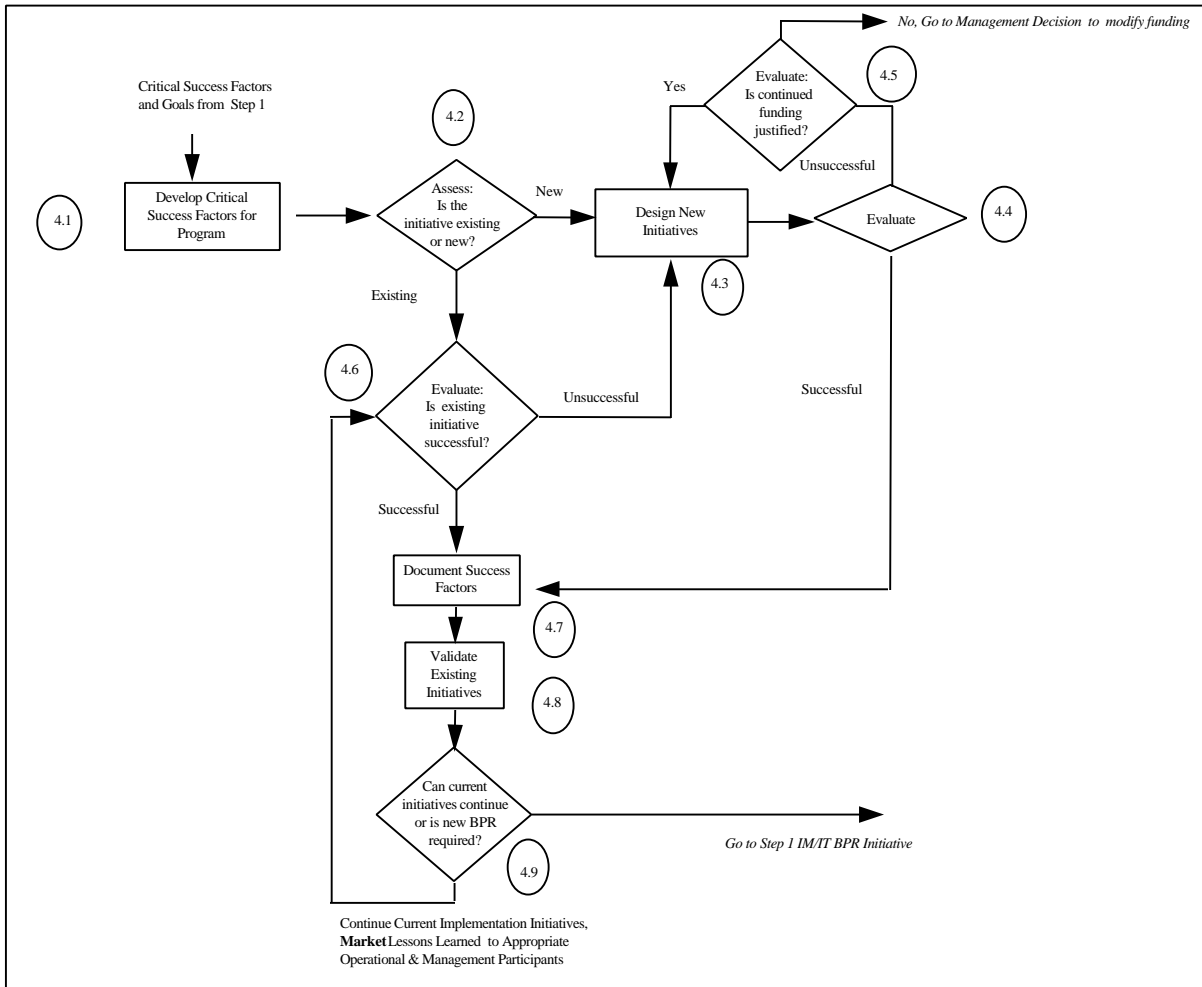 No, Go to Management Decision to modify funding
Critical Success Factors
and Goals from Step 1
4.2
Yes
Evaluate:
Is continued
funding
justified?
4.5
Unsuccessful
4.1
Develop Critical
Success Factors for
Program
Assess:
Is the
initiative existing
or new?
New
Design New
Initiatives
Evaluate
4.4
4.3
Existing
4.6
Evaluate:
Is existing
initiative
successful?
Unsuccessful
Successful
Successful
Document Success
Factors
4.7
Validate
Existing
Initiatives
4.8
Can current
initiatives continue
or is new BPR
required?
Go to Step 1 IM/IT BPR Initiative
4.9
Continue Current Implementation Initiatives,
Market Lessons Learned to Appropriate
Operational & Management Participants